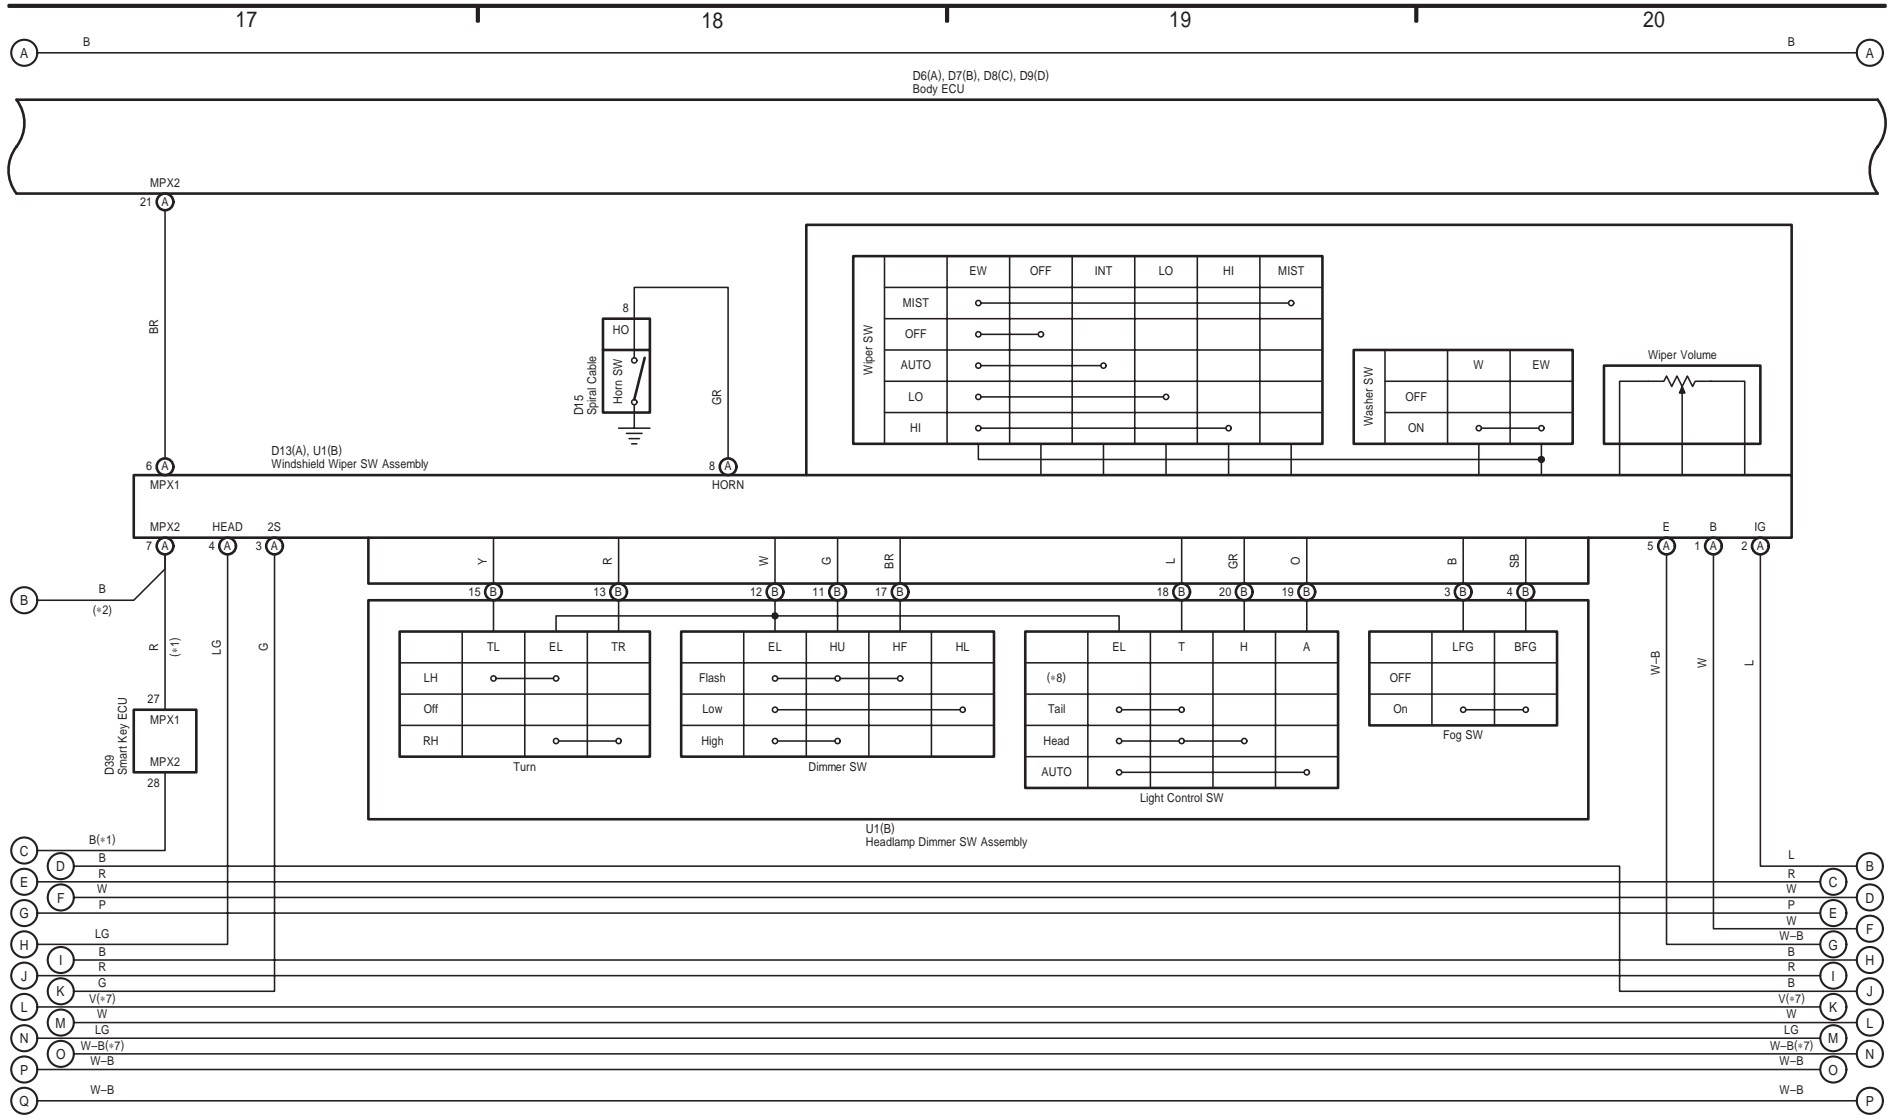 17 18 19 20
A B B A
D6(A), D7(B), D8(C), D9(D)
Body ECU
MPX2
21 A
BR
D15
Spiral Cable
8
HO
Horn SW
GR
Wiper SW
EW OFF INT LO HI MIST
MIST
OFF
AUTO
LO
HI
Washer SW
W EW
OFF
ON
Wiper Volume
D13(A), U1(B)
Windshield Wiper SW Assembly
6 A 8 A
MPX1 HORN
MPX2 HEAD 2S E B IG
7 A 4 A 3 A 5 A 1 A 2 A
Y R W G BR L GR O B SB
15 B 13 B 12 B 11 B 17 B 18 B 20 B 19 B 3 B 4 B
B B
(∗2)
R
(∗1)
LG
G
W–B
W
L
TL EL TR
LH
Off
RH
Turn
EL HU HF HL
Flash
Low
High
Dimmer SW
EL T H A
(∗8)
Tail
Head
AUTO
Light Control SW
LFG BFG
OFF
On
Fog SW
27
D39
Smart Key ECU
MPX1
MPX2
28
U1(B)
Headlamp Dimmer SW Assembly
C B(∗1)
D B L B
E R R C
F W W D
G P P E
W F
H LG W–B G
I B B H
J R R I
K G B J
L V(∗7) V(∗7) K
M W W L
N LG LG M
O W–B(∗7) W–B(∗7) N
P W–B W–B O
Q W–B W–B P